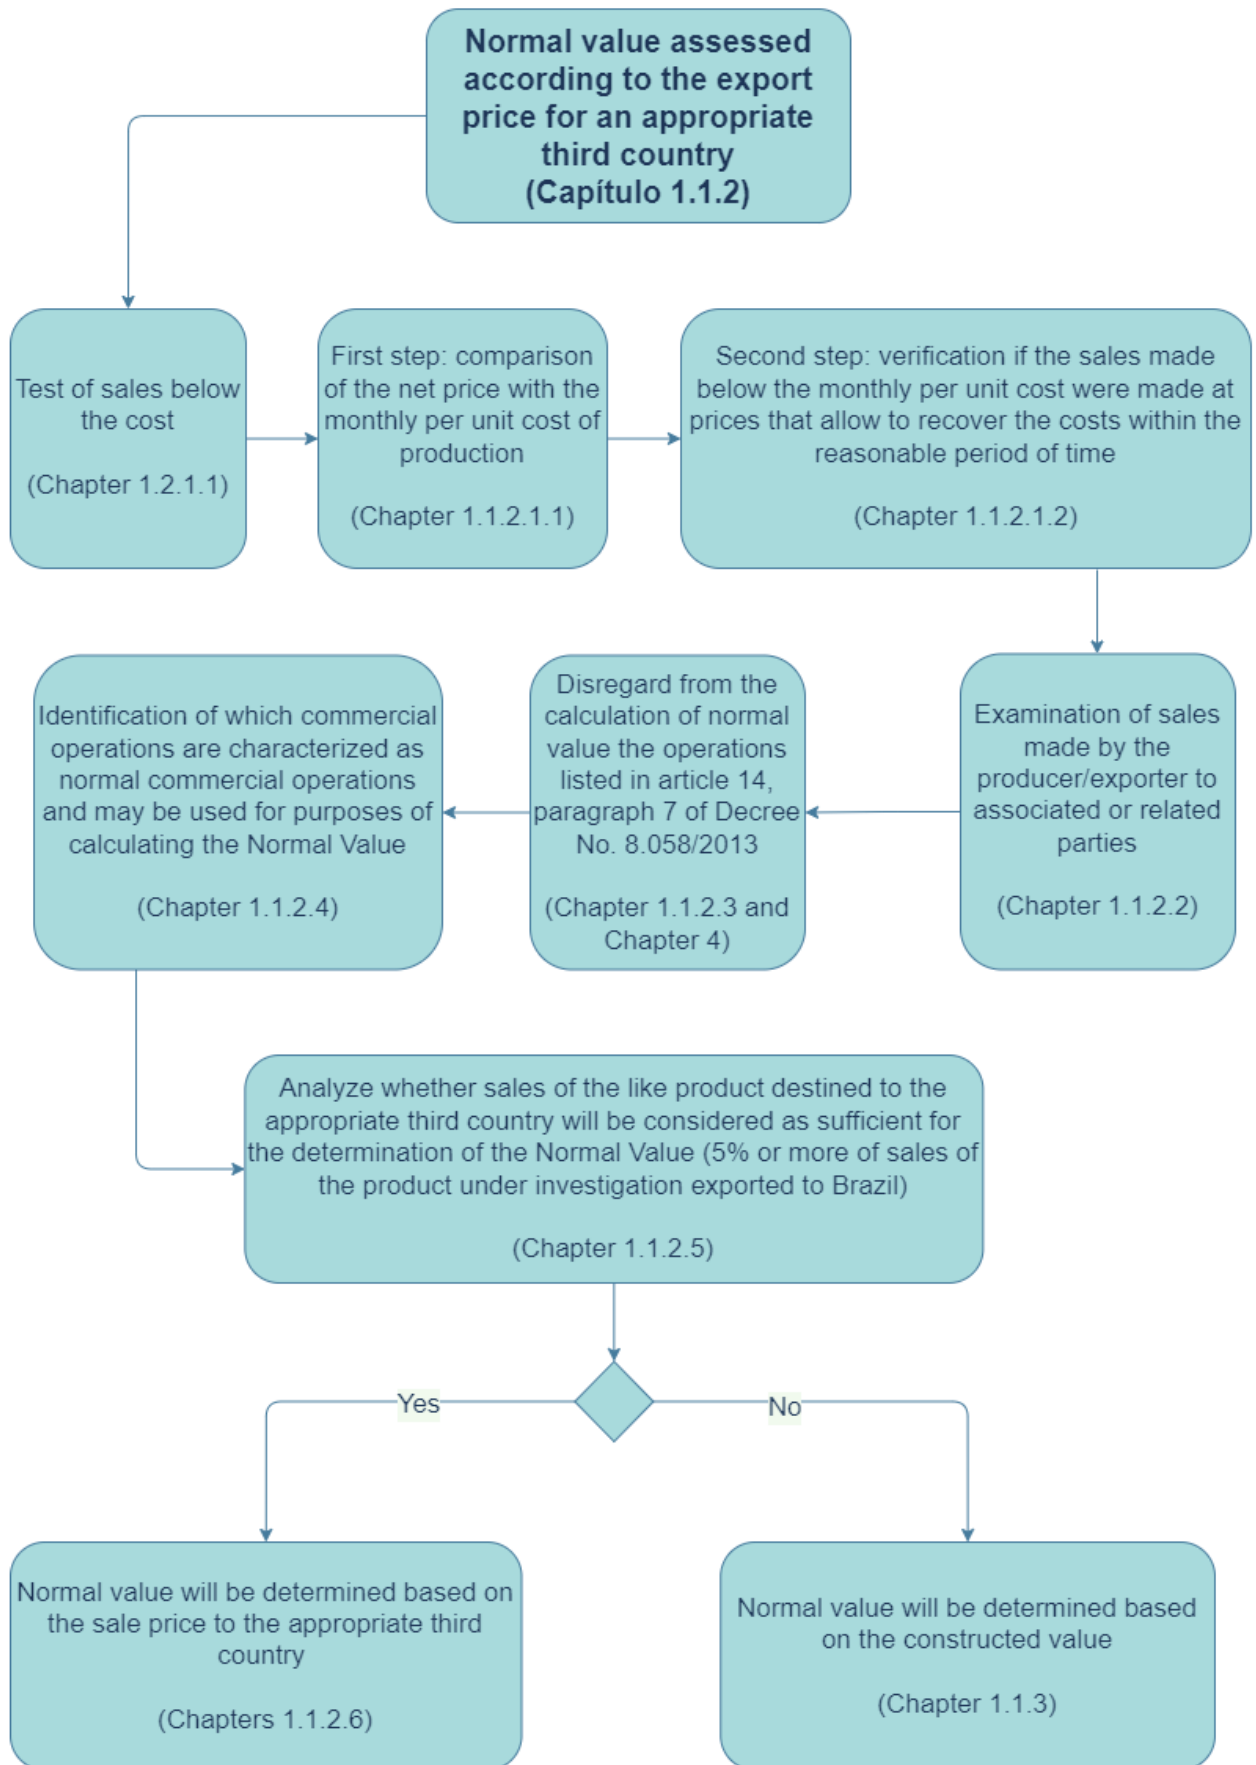 Normal value assessed
according to the export
price for an appropriate
third country
(Capítulo 1.1.2)
Test of sales below
the cost
(Chapter 1.2.1.1)
First step: comparison
of the net price with the
monthly per unit cost of
production
(Chapter 1.1.2.1.1)
Second step: verification if the sales made
below the monthly per unit cost were made at
prices that allow to recover the costs within the
reasonable period of time
(Chapter 1.1.2.1.2)
Examination of sales
made by the
producer/exporter to
associated or related
parties
(Chapter 1.1.2.2)
Disregard from the
calculation of normal
value the operations
listed in article 14,
paragraph 7 of Decree
No. 8.058/2013
(Chapter 1.1.2.3 and
Chapter 4)
Identification of which commercial
operations are characterized as
normal commercial operations
and may be used for purposes of
calculating the Normal Value
(Chapter 1.1.2.4)
Analyze whether sales of the like product destined to the
appropriate third country will be considered as sufficient for
the determination of the Normal Value (5% or more of sales of
the product under investigation exported to Brazil)
(Chapter 1.1.2.5)
Yes
No
Normal value will be determined based on
the sale price to the appropriate third
country
(Chapters 1.1.2.6)
Normal value will be determined based
on the constructed value
(Chapter 1.1.3)